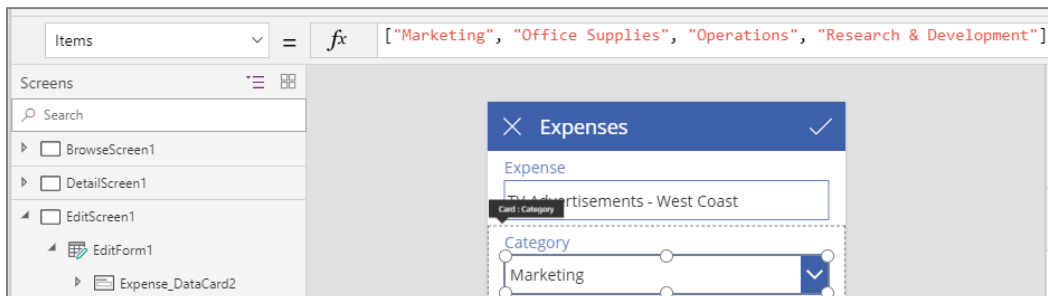 Items = fx ["Marketing", "Office Supplies", "Operations", "Research & Development"]
Screens
Search
BrowseScreen1
DetailScreen1
EditScreen1
EditForm1
Expense_DataCard2
Expenses
Expense
TV Advertisements - West Coast
Card : Category
Category
Marketing